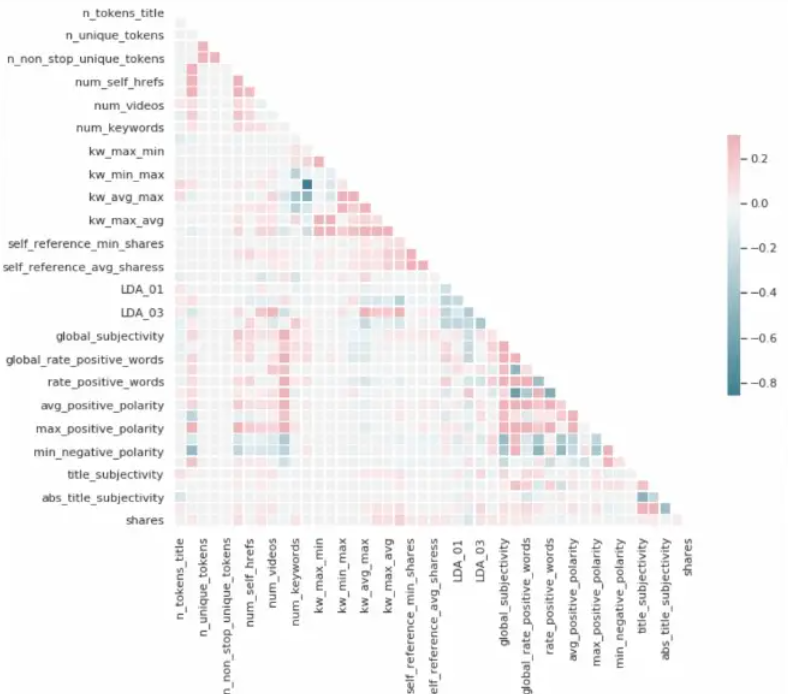 n_tokens_title
n_unique_tokens
n_non_stop_unique_tokens
num_self_hrefs
num_videos
num_keywords
kw_max_min
kw_min_max
kw_avg_max
kw_max_avg
self_reference_min_shares
self_reference_avg_sharess
LDA_01
LDA_03
global_subjectivity
global_rate_positive_words
rate_positive_words
avg_positive_polarity
max_positive_polarity
min_negative_polarity
title_subjectivity
abs_title_subjectivity
shares
0.2
0.0
−0.2
−0.4
−0.6
−0.8
n_tokens_title
n_unique_tokens
n_non_stop_unique_tokens
num_self_hrefs
num_videos
num_keywords
kw_max_min
kw_min_max
kw_avg_max
kw_max_avg
self_reference_min_shares
elf_reference_avg_sharess
LDA_01
LDA_03
global_subjectivity
global_rate_positive_words
rate_positive_words
avg_positive_polarity
max_positive_polarity
min_negative_polarity
title_subjectivity
abs_title_subjectivity
shares